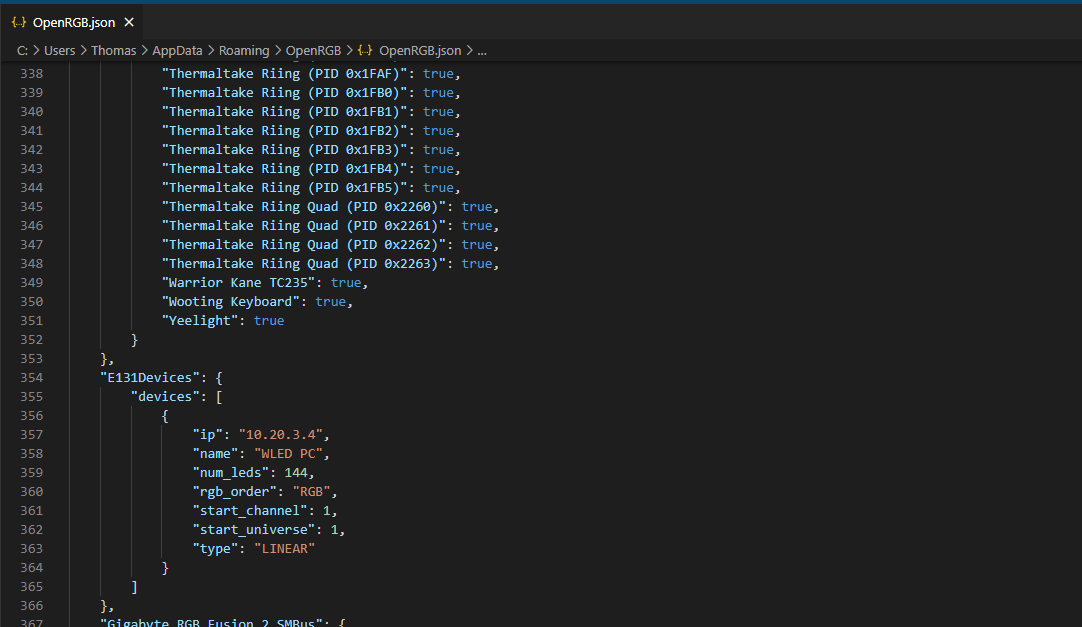 {..} OpenRGB.json ×
C: > Users > Thomas > AppData > Roaming > OpenRGB > {..} OpenRGB.json > ...
338 "Thermaltake Riing (PID 0x1FAF)": true,
339 "Thermaltake Riing (PID 0x1FB0)": true,
340 "Thermaltake Riing (PID 0x1FB1)": true,
341 "Thermaltake Riing (PID 0x1FB2)": true,
342 "Thermaltake Riing (PID 0x1FB3)": true,
343 "Thermaltake Riing (PID 0x1FB4)": true,
344 "Thermaltake Riing (PID 0x1FB5)": true,
345 "Thermaltake Riing Quad (PID 0x2260)": true,
346 "Thermaltake Riing Quad (PID 0x2261)": true,
347 "Thermaltake Riing Quad (PID 0x2262)": true,
348 "Thermaltake Riing Quad (PID 0x2263)": true,
349 "Warrior Kane TC235": true,
350 "Wooting Keyboard": true,
351 "Yeelight": true
352 }
353 },
354 "E131Devices": {
355 "devices": [
356 {
357 "ip": "10.20.3.4",
358 "name": "WLED PC",
359 "num_leds": 144,
360 "rgb_order": "RGB",
361 "start_channel": 1,
362 "start_universe": 1,
363 "type": "LINEAR"
364 }
365 ]
366 },
367 "Gigabyte RGB Fusion 2 SMBus": {